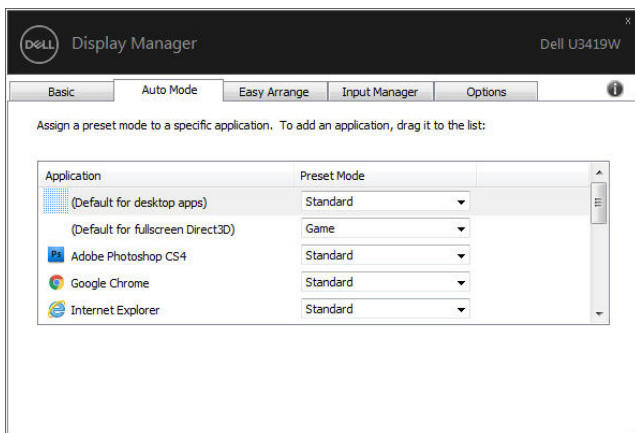 x
DELL Display Manager Dell U3419W
Basic Auto Mode Easy Arrange Input Manager Options i
Assign a preset mode to a specific application. To add an application, drag it to the list:
Application Preset Mode
(Default for desktop apps) Standard
(Default for fullscreen Direct3D) Game
Ps Adobe Photoshop CS4 Standard
Google Chrome Standard
Internet Explorer Standard